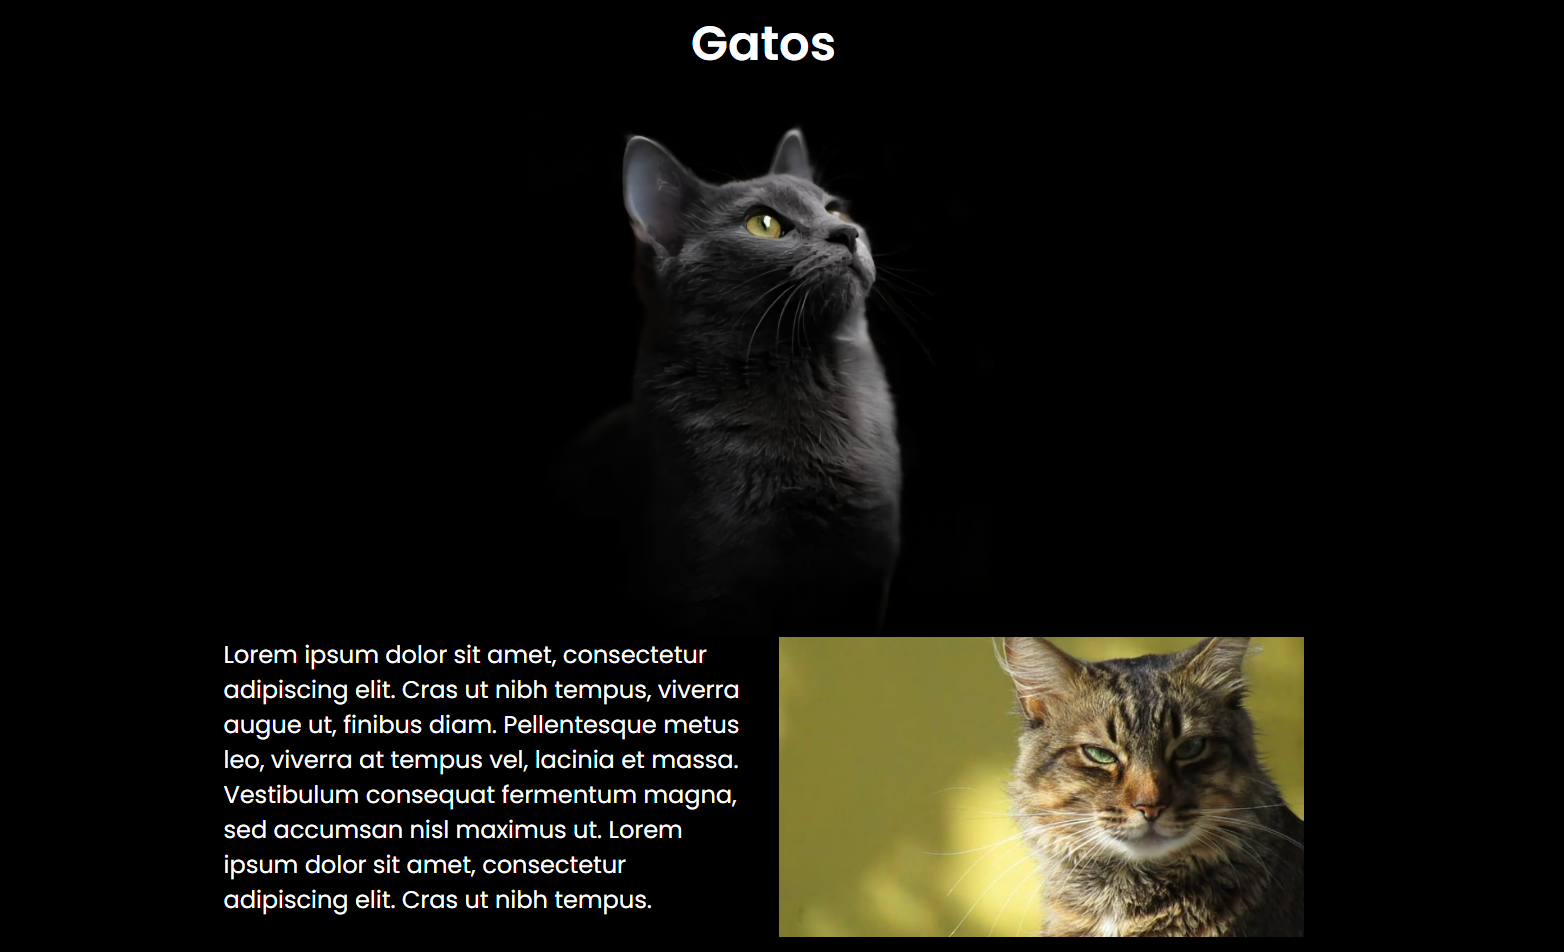 Gatos
Lorem ipsum dolor sit amet, consectetur
adipiscing elit. Cras ut nibh tempus, viverra
augue ut, finibus diam. Pellentesque metus
leo, viverra at tempus vel, lacinia et massa.
Vestibulum consequat fermentum magna,
sed accumsan nisl maximus ut. Lorem
ipsum dolor sit amet, consectetur
adipiscing elit. Cras ut nibh tempus.